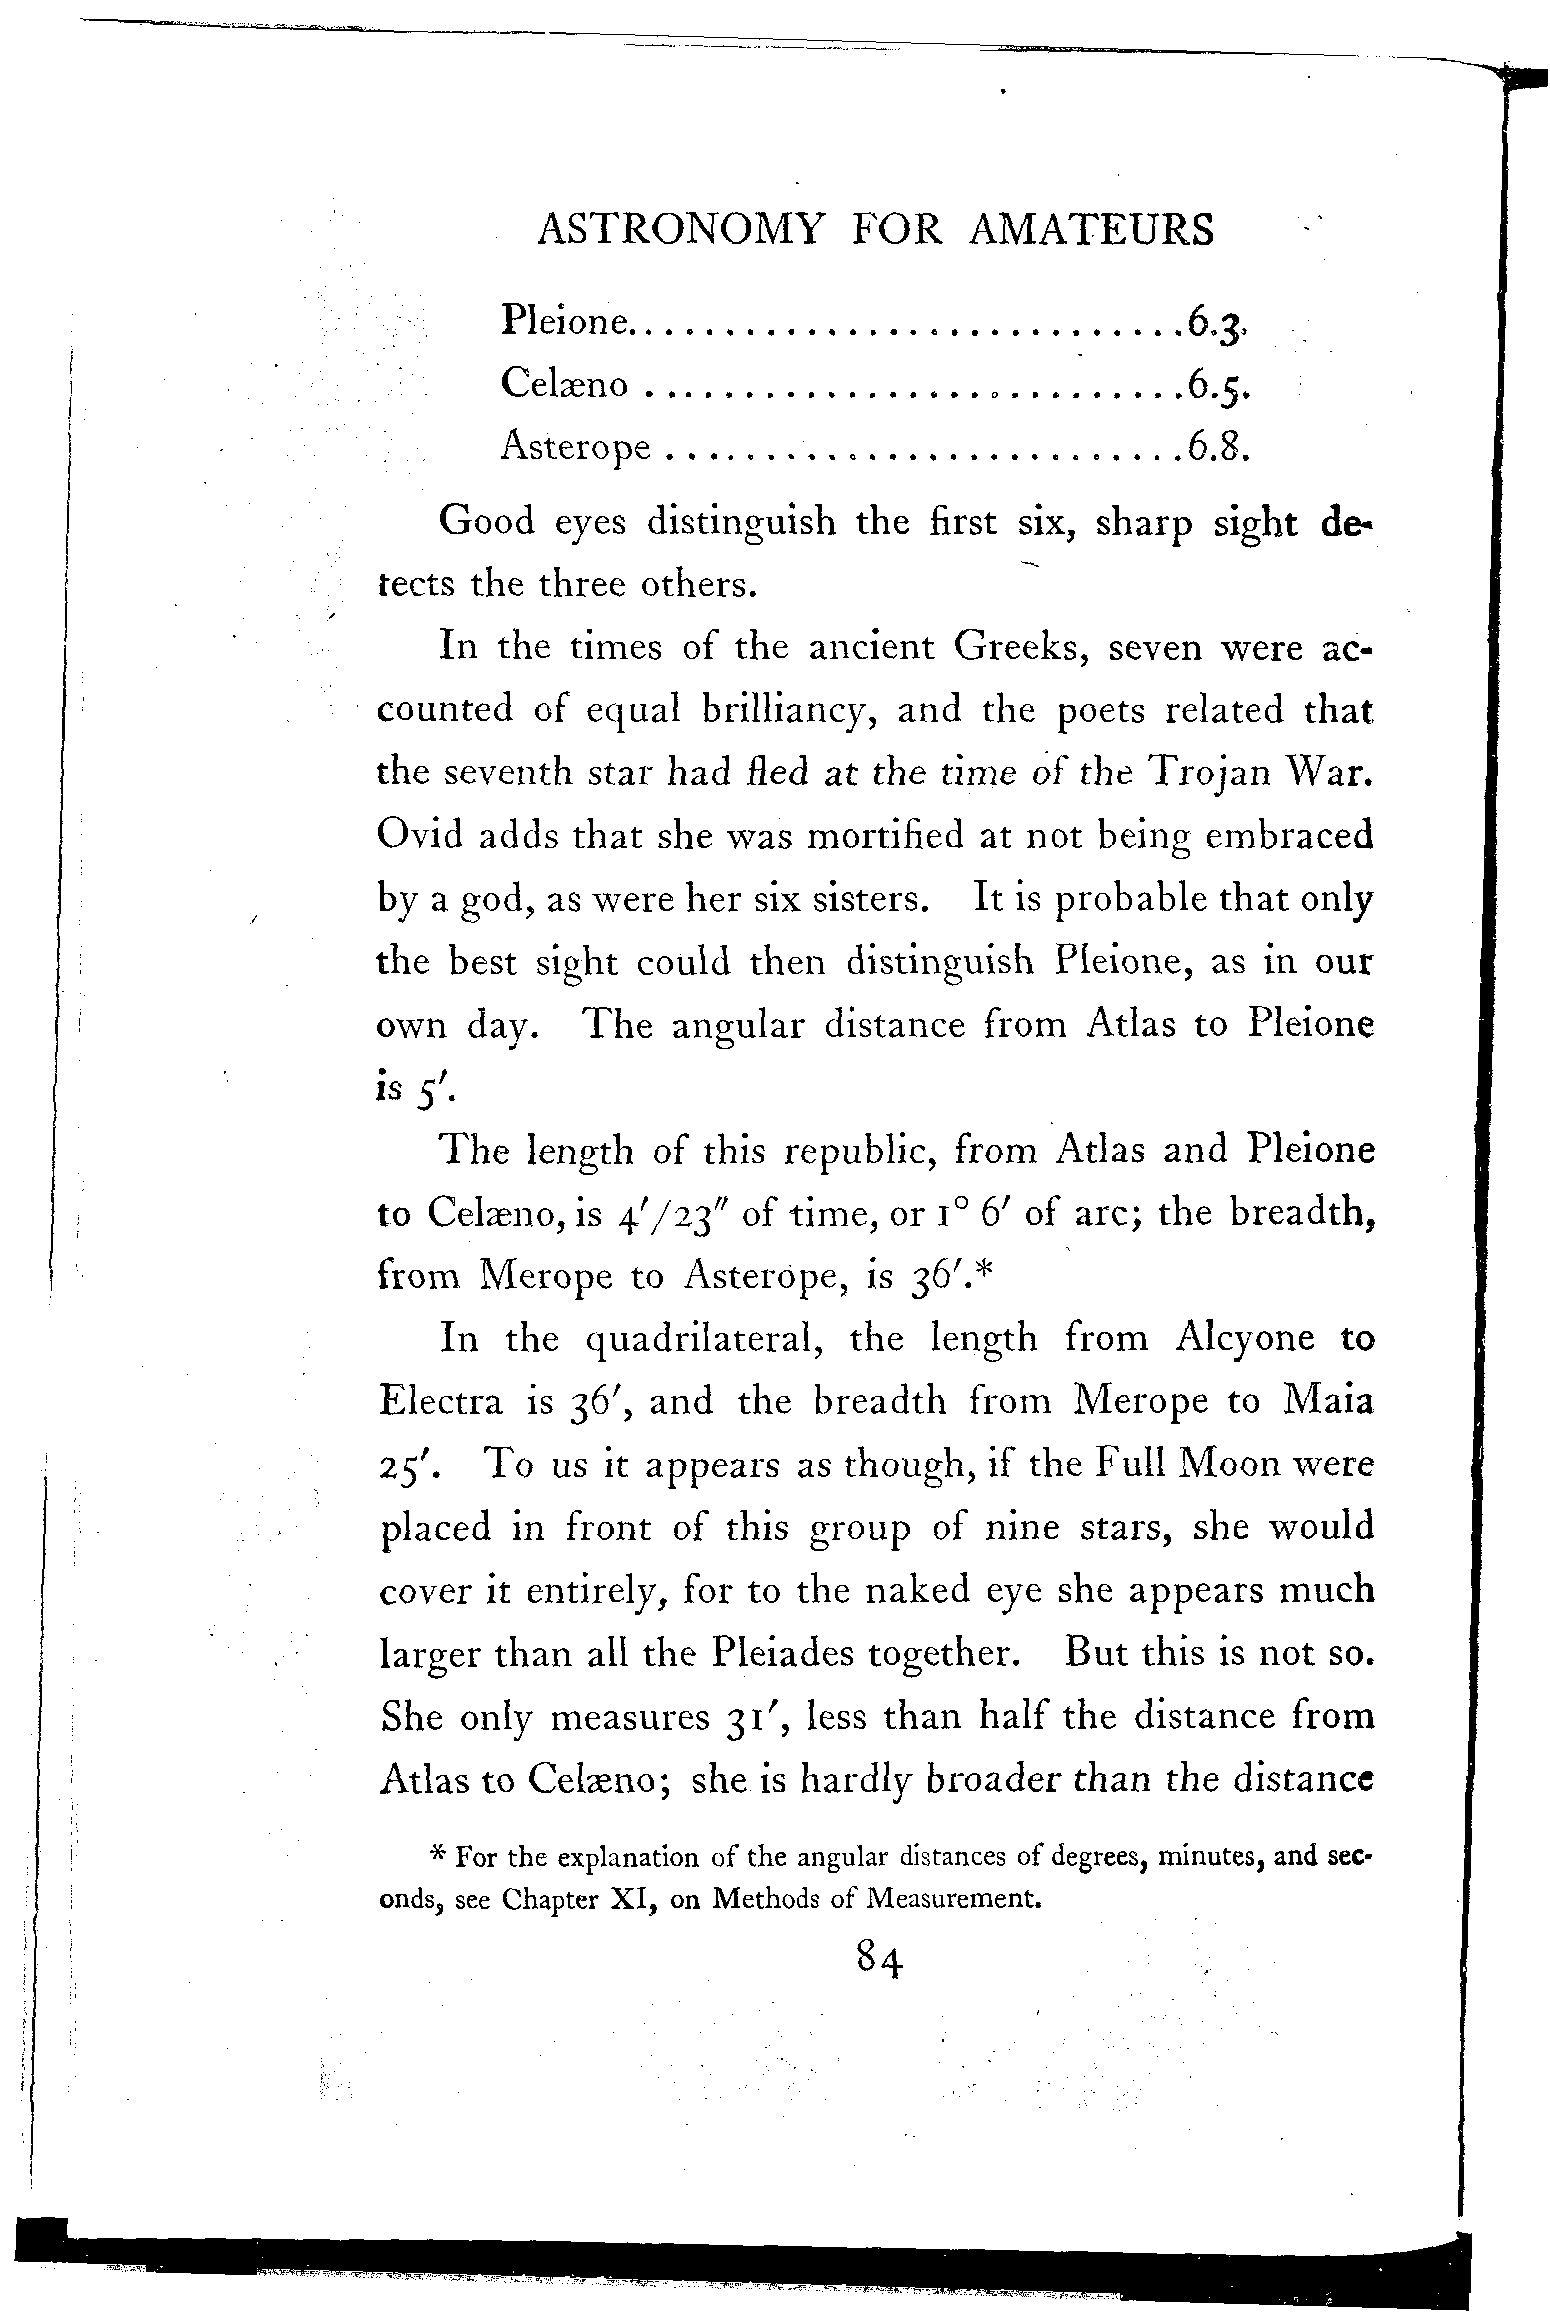 ASTRONOMY FOR AMATEURS
Pleione............................6.3.
Celæno ...........................6.5.
Asterope ..........................6.8.
Good eyes distinguish the first six, sharp sight de-
tects the three others.
In the times of the ancient Greeks, seven were ac-
counted of equal brilliancy, and the poets related that
the seventh star had fled at the time of the Trojan War.
Ovid adds that she was mortified at not being embraced
by a god, as were her six sisters. It is probable that only
the best sight could then distinguish Pleione, as in our
own day. The angular distance from Atlas to Pleione
is 5′.
The length of this republic, from Atlas and Pleione
to Celæno, is 4′/23″ of time, or 1° 6′ of arc; the breadth,
from Merope to Asterope, is 36′.*
In the quadrilateral, the length from Alcyone to
Electra is 36′, and the breadth from Merope to Maia
25′. To us it appears as though, if the Full Moon were
placed in front of this group of nine stars, she would
cover it entirely, for to the naked eye she appears much
larger than all the Pleiades together. But this is not so.
She only measures 31′, less than half the distance from
Atlas to Celæno; she is hardly broader than the distance
* For the explanation of the angular distances of degrees, minutes, and sec-
onds, see Chapter XI, on Methods of Measurement.
84